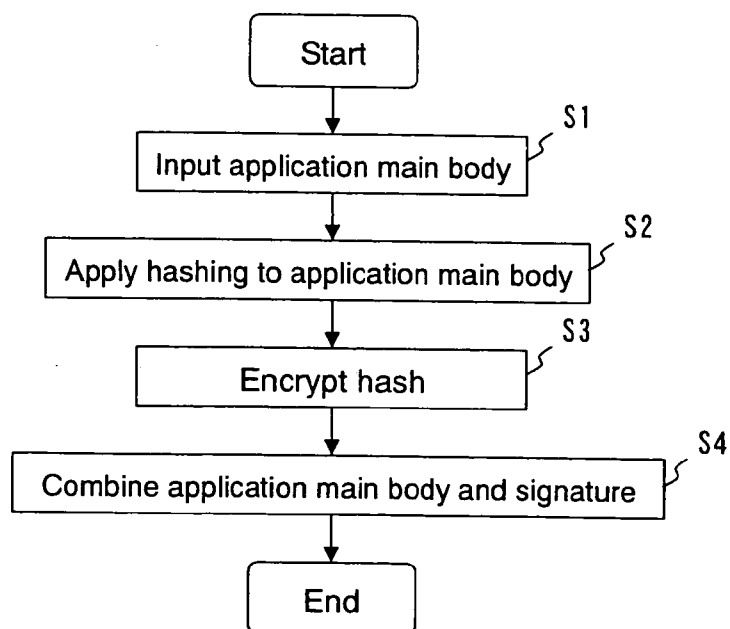 Start
S1
Input application main body
S2
Apply hashing to application main body
S3
Encrypt hash
S4
Combine application main body and signature
End